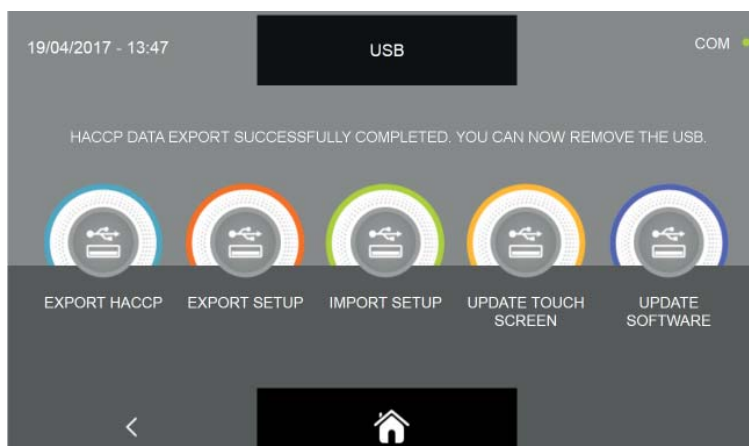 19/04/2017 - 13:47
USB
COM
HACCP DATA EXPORT SUCCESSFULLY COMPLETED. YOU CAN NOW REMOVE THE USB.
EXPORT HACCP
EXPORT SETUP
IMPORT SETUP
UPDATE TOUCH
SCREEN
UPDATE
SOFTWARE